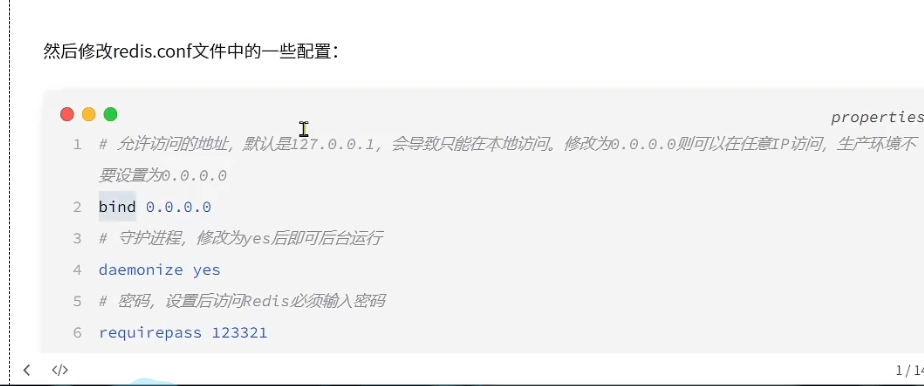 然后修改redis.conf文件中的一些配置：
properties
1 # 允许访问的地址，默认是127.0.0.1，会导致只能在本地访问。修改为0.0.0.0则可以在任意IP访问，生产环境不
要设置为0.0.0.0
2 bind 0.0.0.0
3 # 守护进程，修改为yes后即可后台运行
4 daemonize yes
5 # 密码，设置后访问Redis必须输入密码
6 requirepass 123321
</> 1 / 14